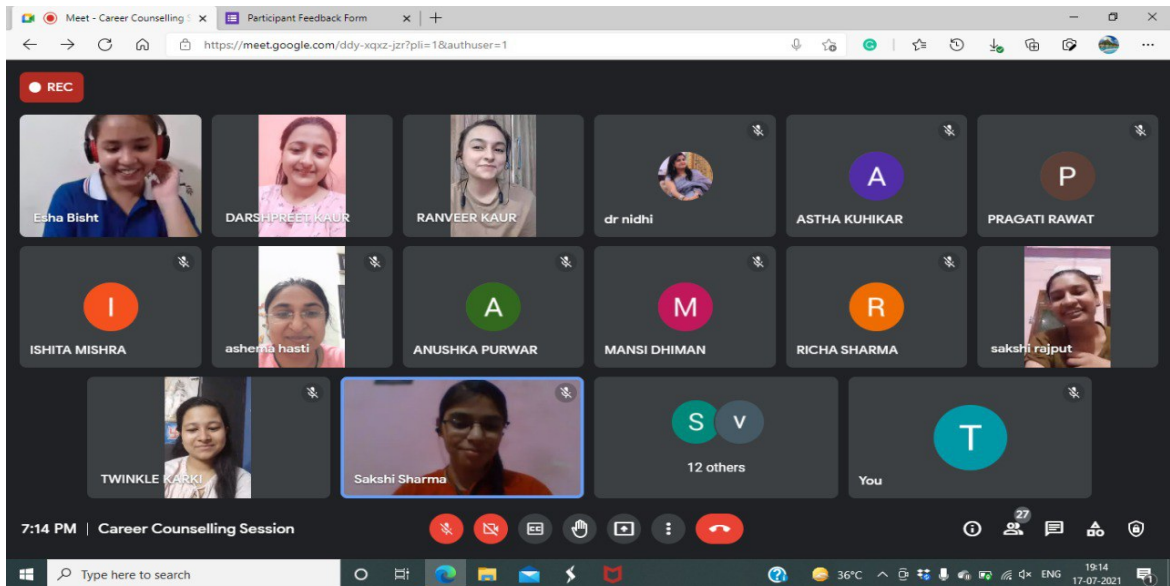 Meet - Career Counselling S
Participant Feedback Form
https://meet.google.com/ddy-xqxz-jzr?pli=1&authuser=1
REC
Esha Bisht
DARSHPREET KAUR
RANVEER KAUR
dr nidhi
A
ASTHA KUHIKAR
P
PRAGATI RAWAT
I
ISHITA MISHRA
ashema hasti
A
ANUSHKA PURWAR
M
MANSI DHIMAN
R
RICHA SHARMA
sakshi rajput
TWINKLE KARKI
Sakshi Sharma
S V
12 others
T
You
7:14 PM | Career Counselling Session
CC
27
Type here to search
36°C
ENG
19:14
17-07-2021